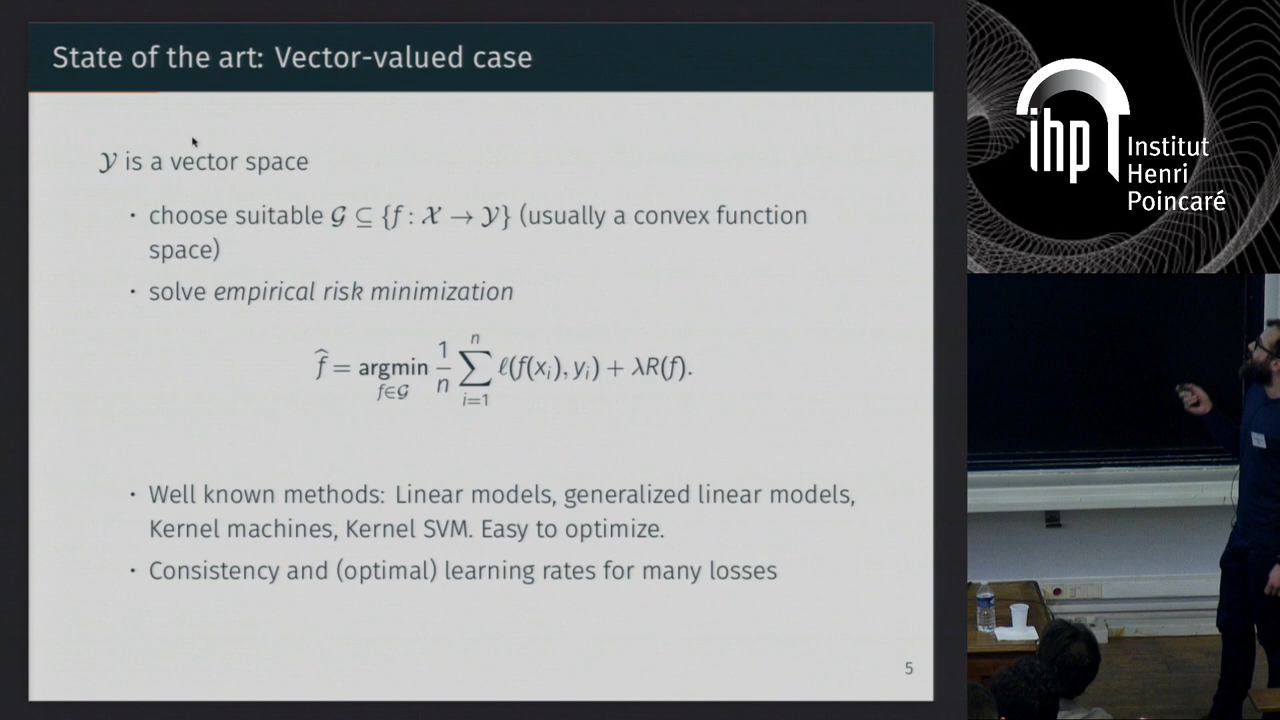 State of the art: Vector-valued case
𝒴 is a vector space
· choose suitable 𝒢 ⊆ {f : 𝒳 → 𝒴} (usually a convex function
space)
· solve empirical risk minimization
f̂ = argmin_{f∈𝒢} 1/n ∑_{i=1}^{n} ℓ(f(x_i), y_i) + λR(f).
· Well known methods: Linear models, generalized linear models,
Kernel machines, Kernel SVM. Easy to optimize.
· Consistency and (optimal) learning rates for many losses
5
ihp
Institut
Henri
Poincaré